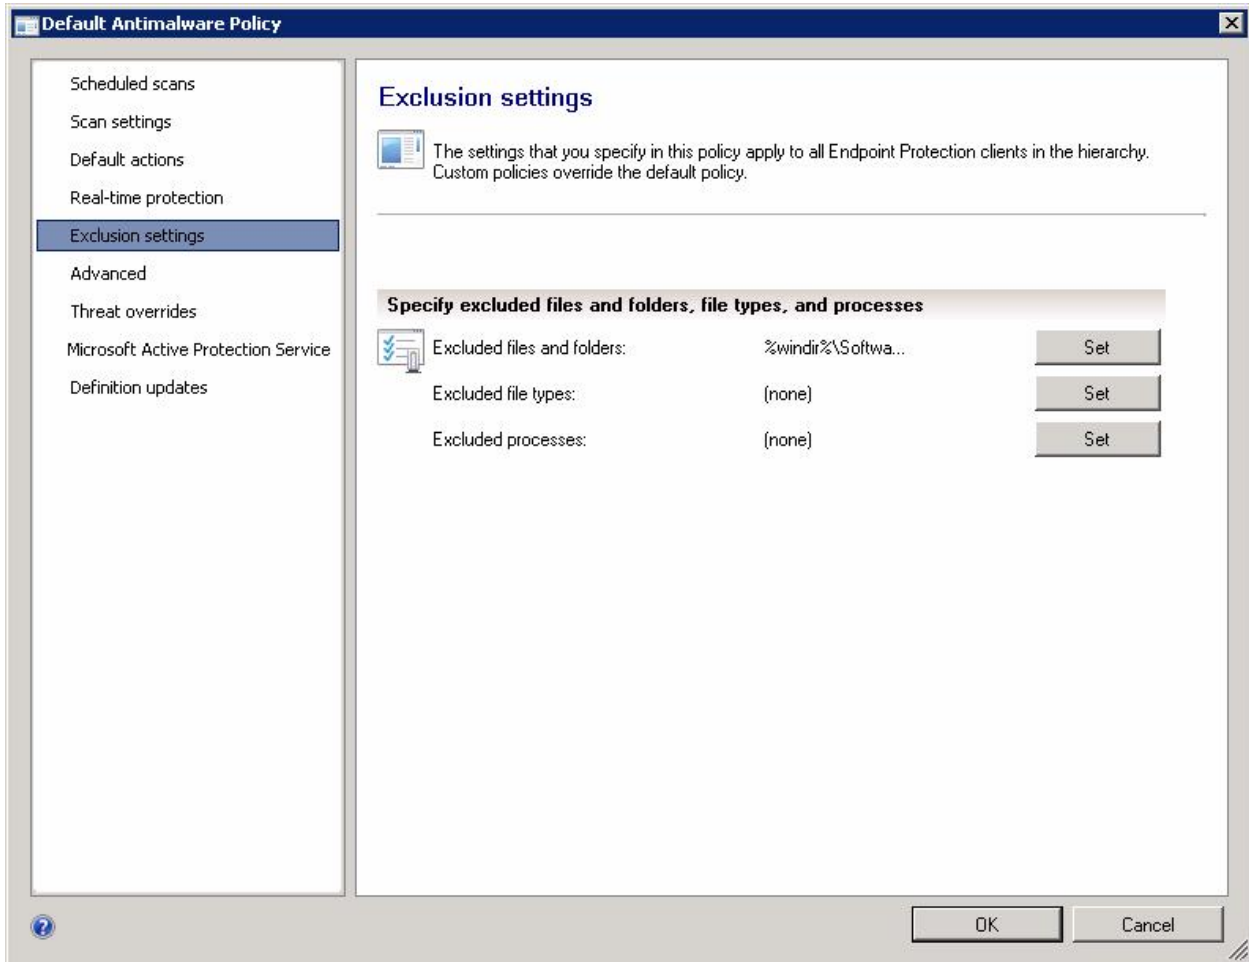 Default Antimalware Policy
Scheduled scans
Scan settings
Default actions
Real-time protection
Exclusion settings
Advanced
Threat overrides
Microsoft Active Protection Service
Definition updates
Exclusion settings
The settings that you specify in this policy apply to all Endpoint Protection clients in the hierarchy.
Custom policies override the default policy.
Specify excluded files and folders, file types, and processes
Excluded files and folders: %windir%\Softwa... Set
Excluded file types: (none) Set
Excluded processes: (none) Set
OK Cancel